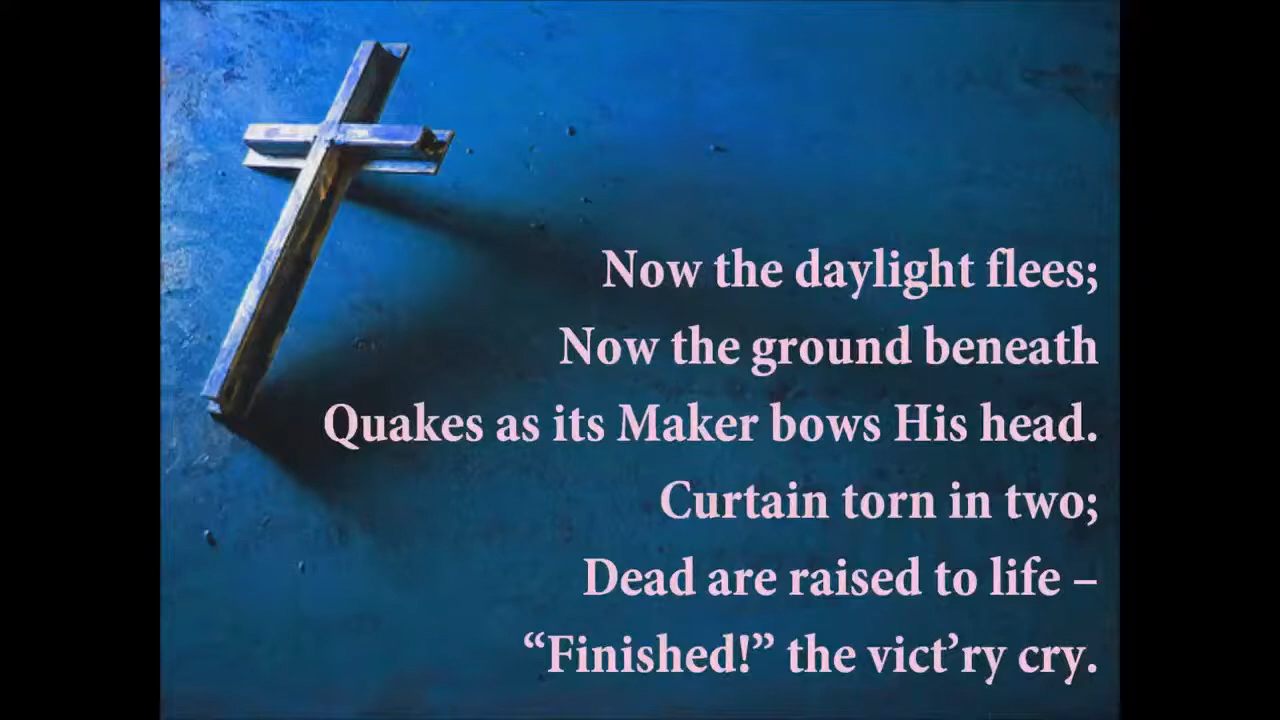 Now the daylight flees;
Now the ground beneath
Quakes as its Maker bows His head.
Curtain torn in two;
Dead are raised to life –
“Finished!” the vict’ry cry.